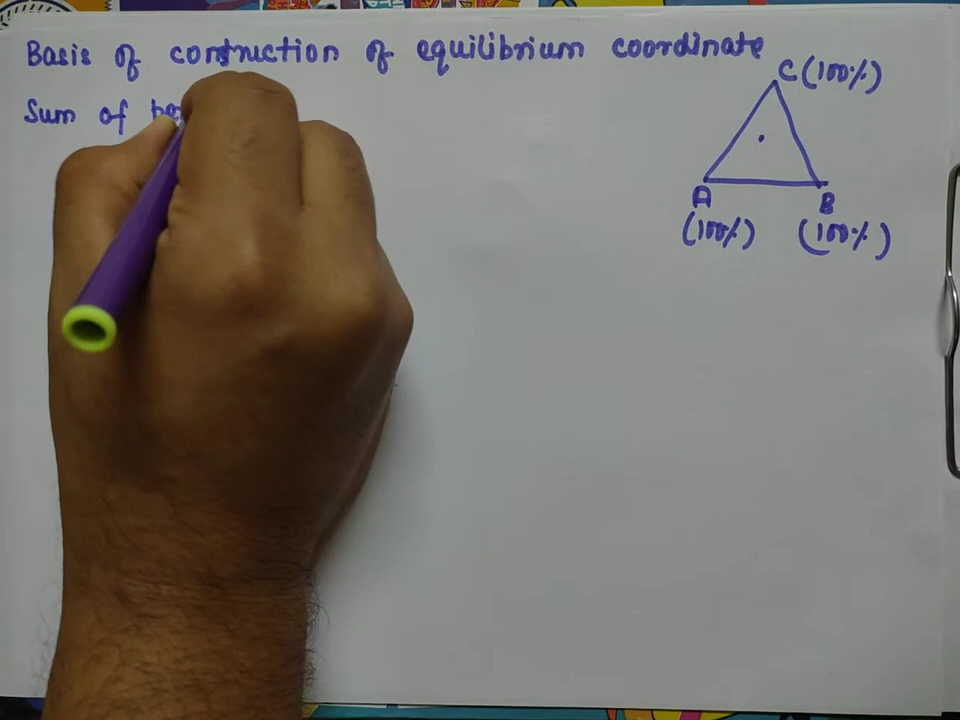 Basis of contruction of equilibrium coordinate
C (100%)
Sum of
A
B
(100%)
(100%)